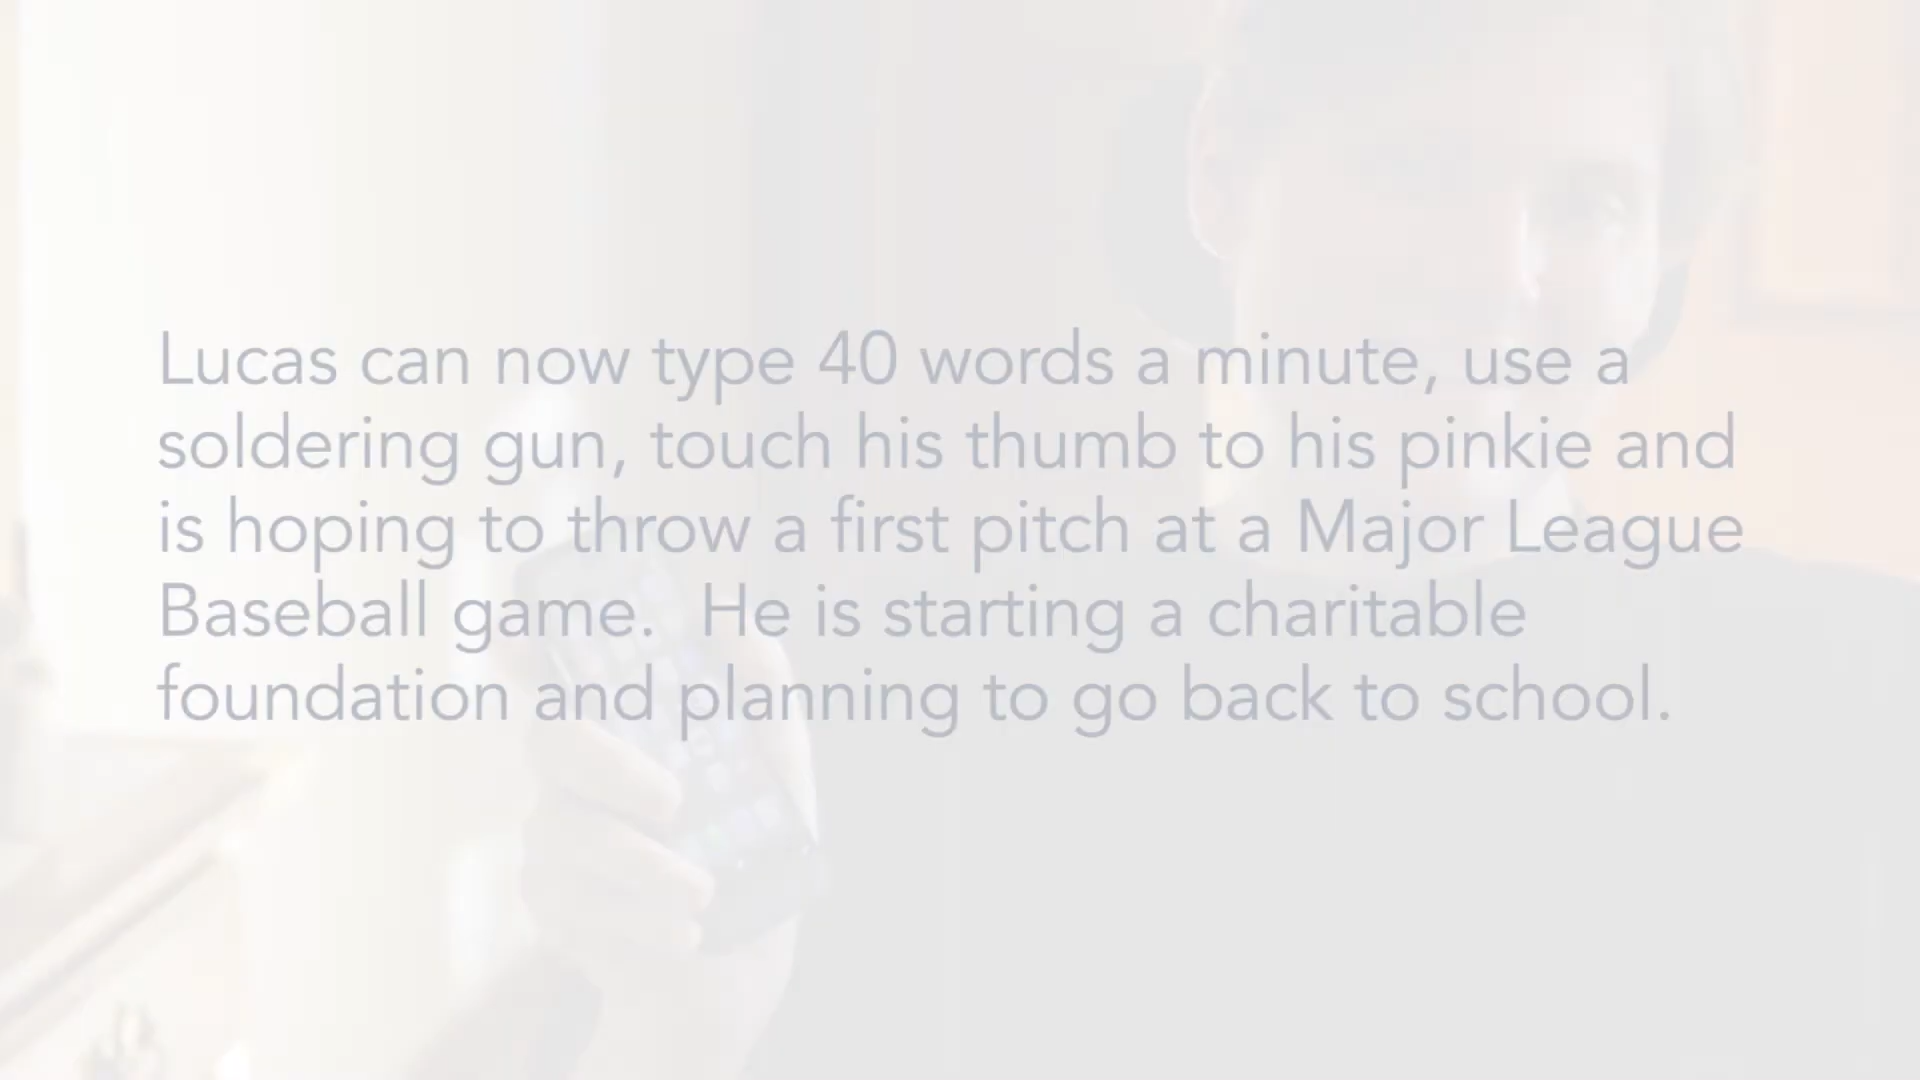 Lucas can now type 40 words a minute, use a
soldering gun, touch his thumb to his pinkie and
is hoping to throw a first pitch at a Major League
Baseball game.  He is starting a charitable
foundation and planning to go back to school.